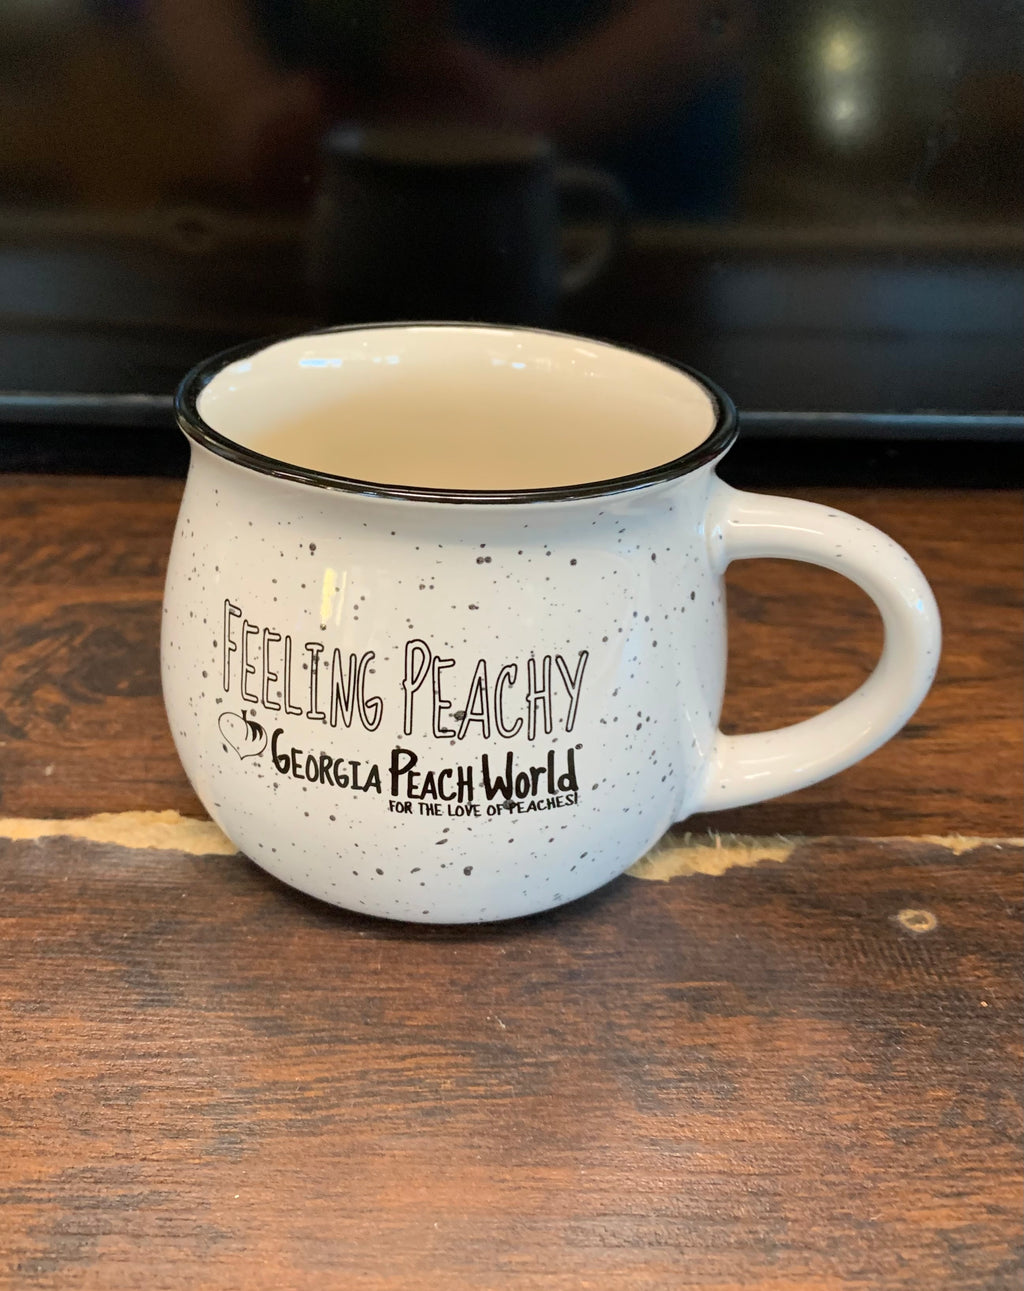 FEELING PEACHY
GEORGIA PEACH World
FOR THE LOVE OF PEACHES!